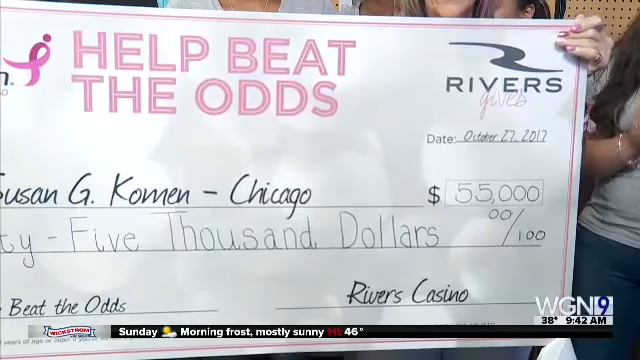 HELP BEAT
THE ODDS
RIVERS
gives
Date: October 27, 2017
Susan G. Komen - Chicago
$ 55,000
00/100
ty-Five Thousand Dollars
Beat the Odds
Rivers Casino
WGN9
38° 9:42 AM
WICKSTROM
Sunday Morning frost, mostly sunny HI: 46°